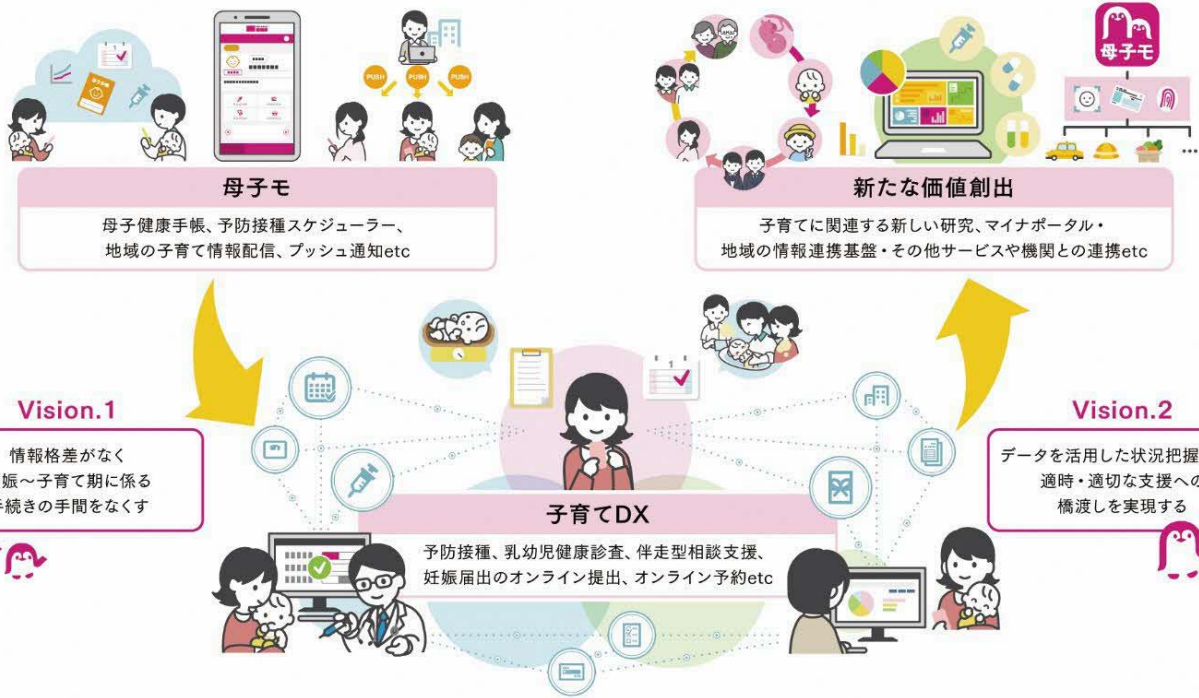 PUSH
PUSH
PUSH
母子モ
母子モ
母子健康手帳、予防接種スケジューラー、
地域の子育て情報配信、プッシュ通知etc
新たな価値創出
子育てに関連する新しい研究、マイナポータル・
地域の情報連携基盤・その他サービスや機関との連携etc
Vision.1
情報格差がなく
娠〜子育て期に係る
続きの手間をなくす
Vision.2
データを活用した状況把握
適時・適切な支援への
橋渡しを実現する
子育てDX
予防接種、乳幼児健康診査、伴走型相談支援、
妊娠届出のオンライン提出、オンライン予約etc